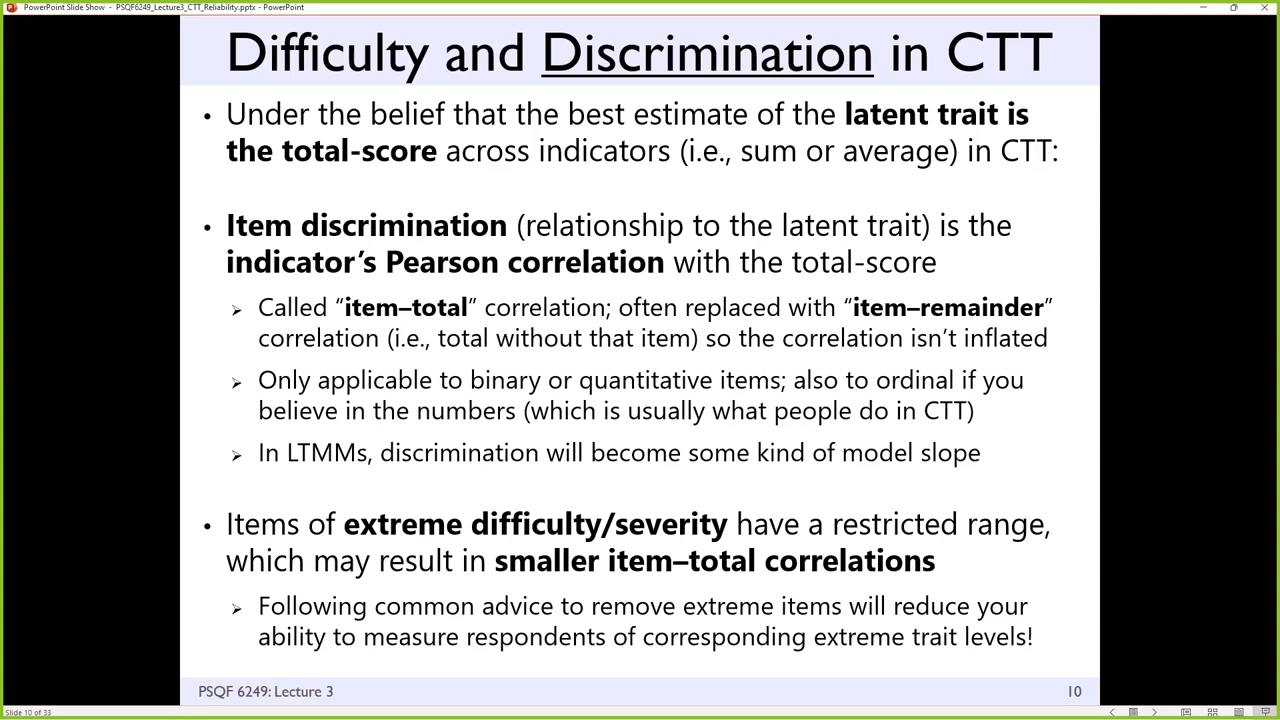 PowerPoint Slide Show - PSQF6249_Lecture3_CTT_Reliability.pptx - PowerPoint
Difficulty and Discrimination in CTT
• Under the belief that the best estimate of the latent trait is
the total-score across indicators (i.e., sum or average) in CTT:
• Item discrimination (relationship to the latent trait) is the
indicator’s Pearson correlation with the total-score
➢ Called “item–total” correlation; often replaced with “item–remainder”
correlation (i.e., total without that item) so the correlation isn’t inflated
➢ Only applicable to binary or quantitative items; also to ordinal if you
believe in the numbers (which is usually what people do in CTT)
➢ In LTMMs, discrimination will become some kind of model slope
• Items of extreme difficulty/severity have a restricted range,
which may result in smaller item–total correlations
➢ Following common advice to remove extreme items will reduce your
ability to measure respondents of corresponding extreme trait levels!
PSQF 6249: Lecture 3
10
Slide 10 of 33